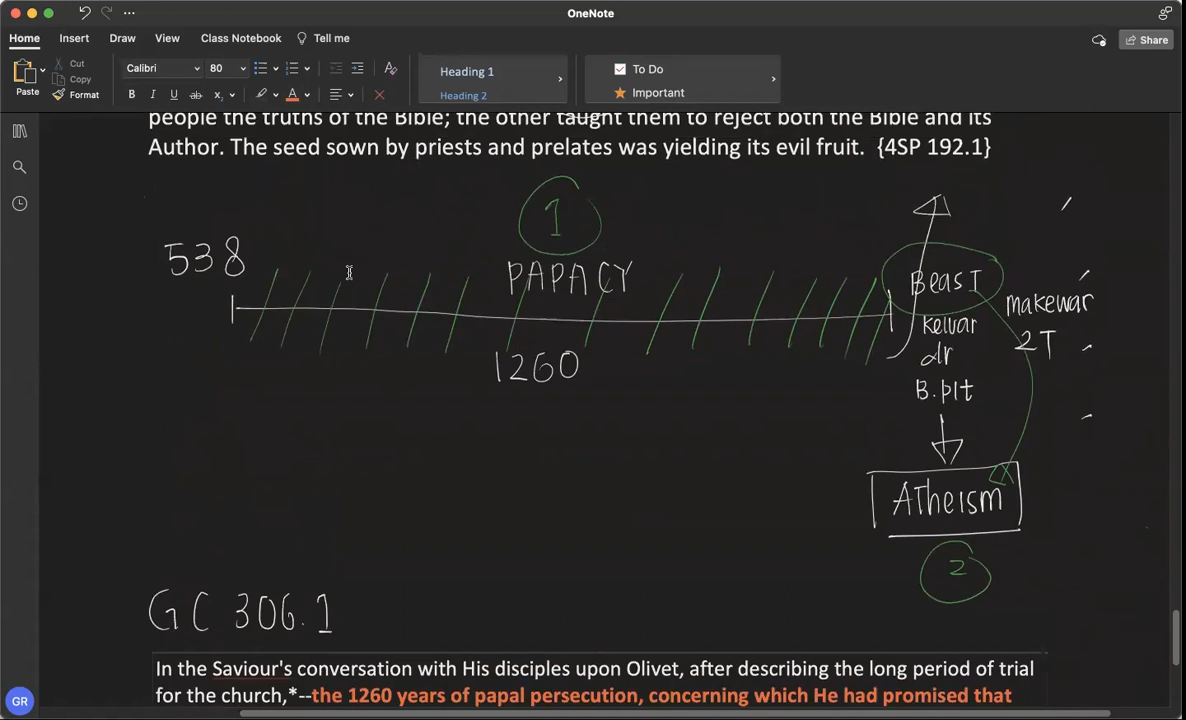 OneNote
Home Insert Draw View Class Notebook Tell me Share
Cut
Copy
Paste Format
Calibri 80
B I U ab x A
Heading 1
Heading 2
To Do
Important
people the truths of the Bible; the other taught them to reject both the Bible and its
Author. The seed sown by priests and prelates was yielding its evil fruit. {4SP 192.1}
1
538
PAPACY
BeasT
makewar
2T
1260
B.pIt
ATheism
2
GC 306.1
In the Saviour's conversation with His disciples upon Olivet, after describing the long period of trial
for the church,*--the 1260 years of papal persecution, concerning which He had promised that
GR